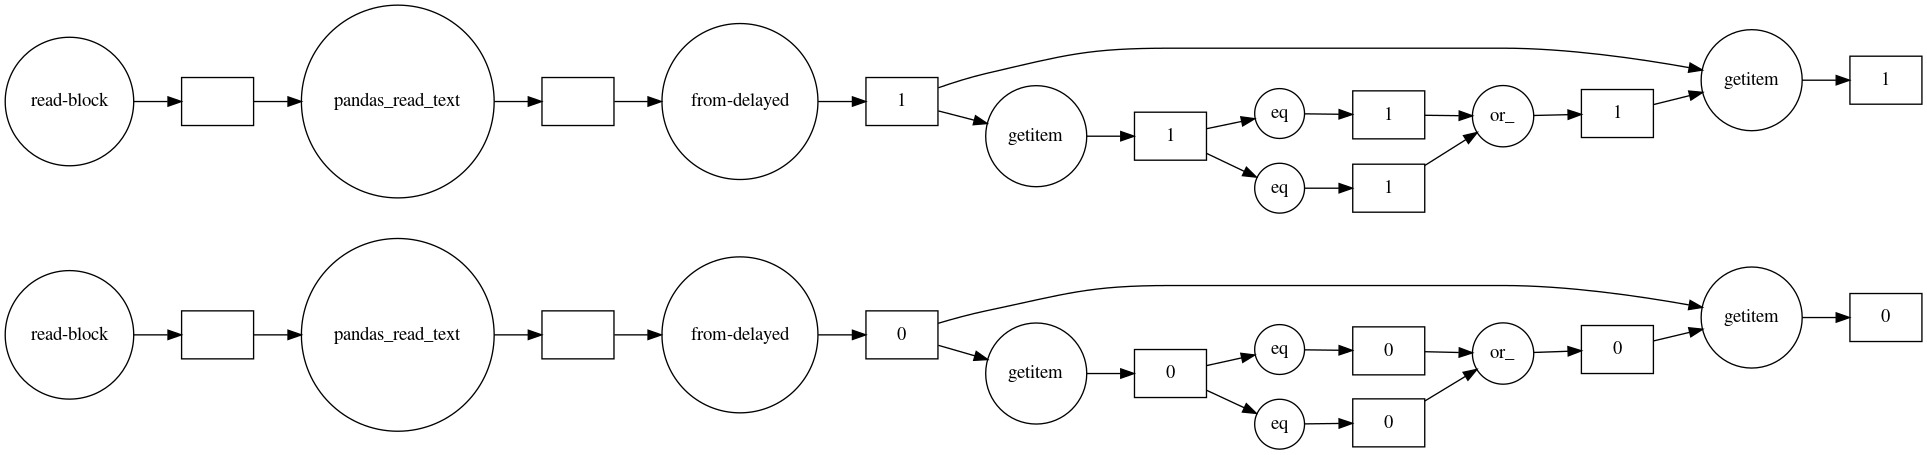 read-block
pandas_read_text
from-delayed
1
getitem
1
eq
1
eq
1
or_
1
getitem
1
read-block
pandas_read_text
from-delayed
0
getitem
0
eq
0
eq
0
or_
0
getitem
0